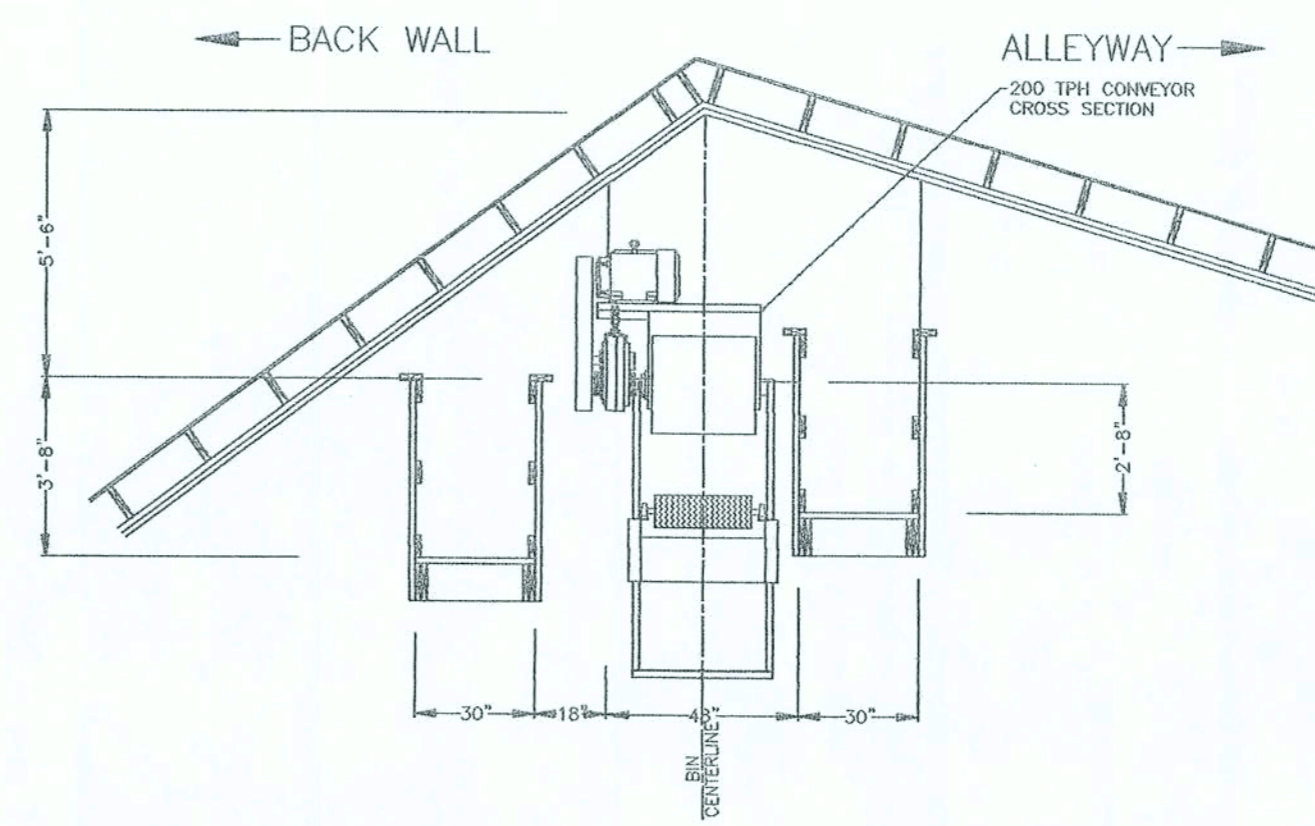 BACK WALL
ALLEYWAY
200 TPH CONVEYOR
CROSS SECTION
5'-6"
3'-8"
2'-8"
30"
18"
48"
30"
BIN
CENTERLINE